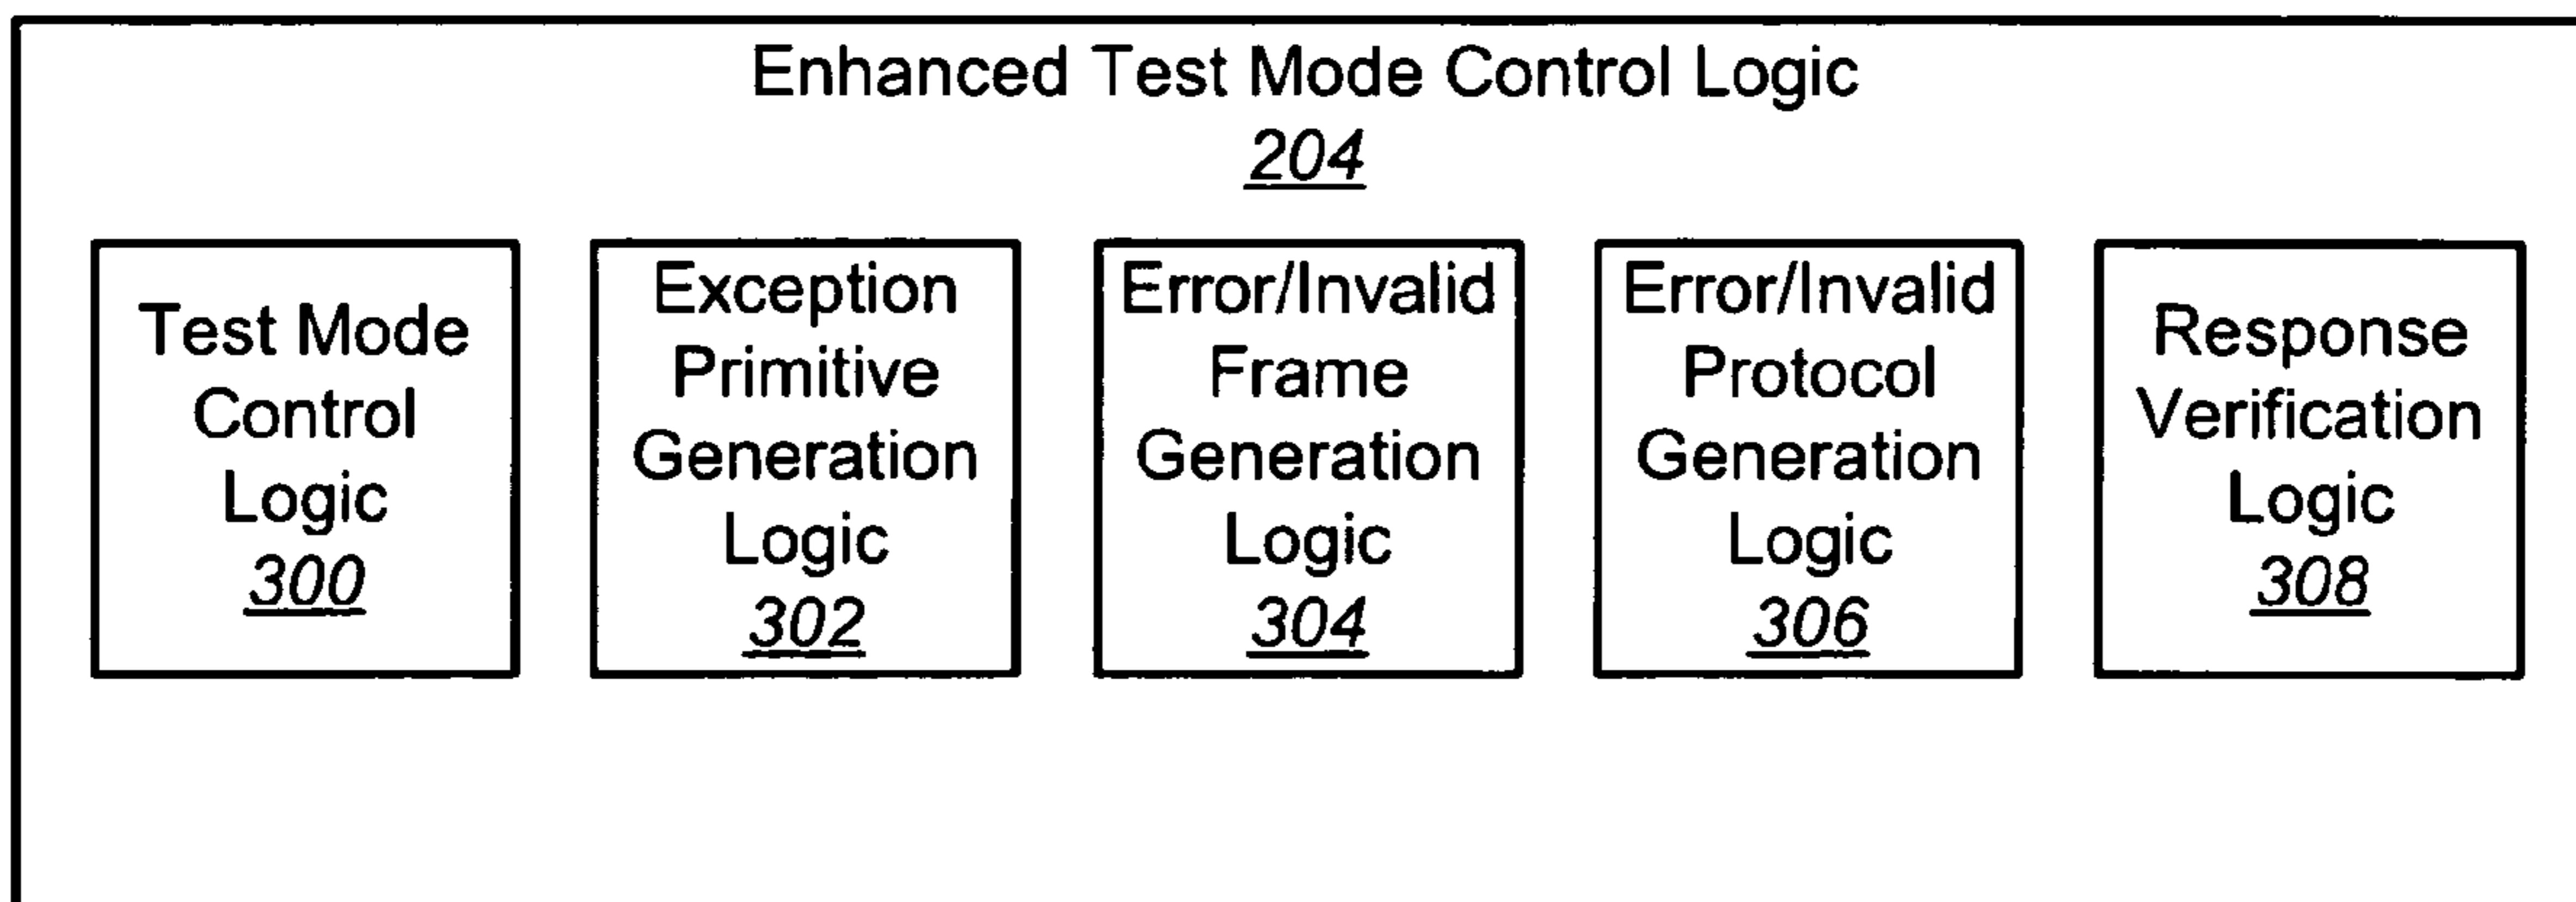 Enhanced Test Mode Control Logic
204
Test Mode
Control
Logic
300
Exception
Primitive
Generation
Logic
302
Error/Invalid
Frame
Generation
Logic
304
Error/Invalid
Protocol
Generation
Logic
306
Response
Verification
Logic
308